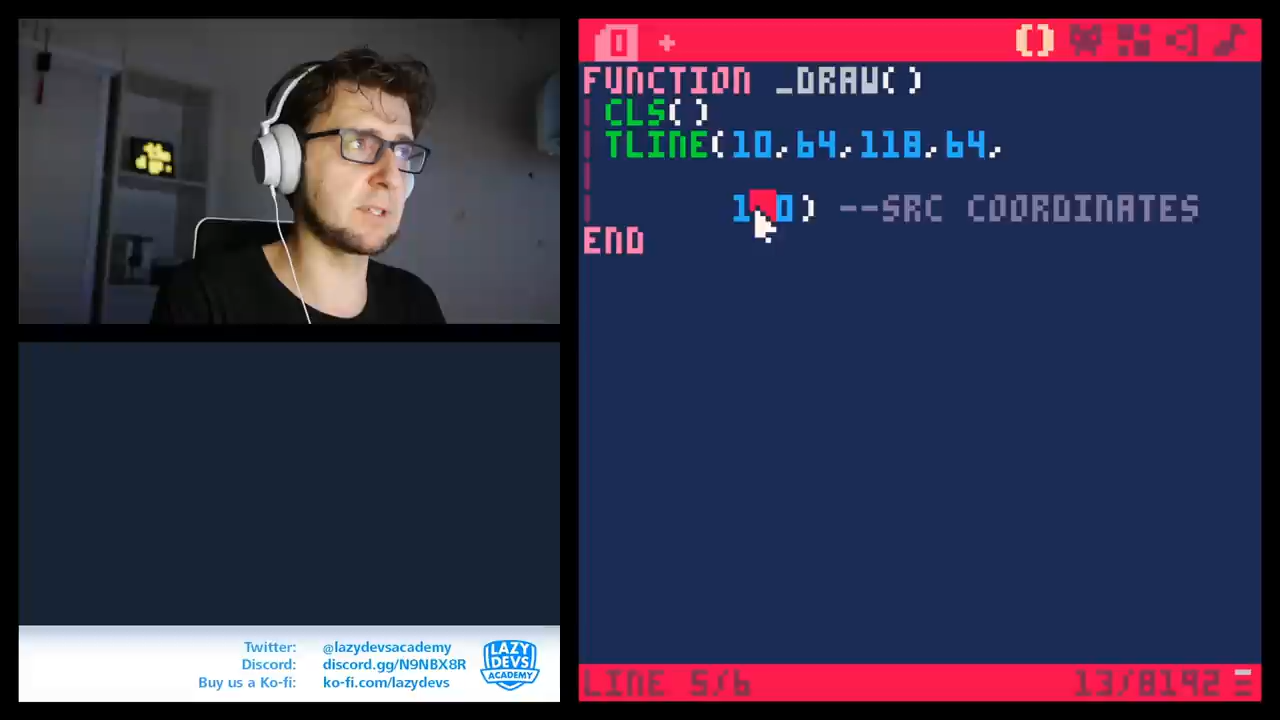 FUNCTION _DRAW()
CLS()
TLINE(10,64,118,64,
1,0) --SRC COORDINATES
END
LINE 5/6
13/8192
Twitter: @lazydevsacademy
Discord: discord.gg/N9NBX8R
Buy us a Ko-fi: ko-fi.com/lazydevs
LAZY
DEVS
ACADEMY